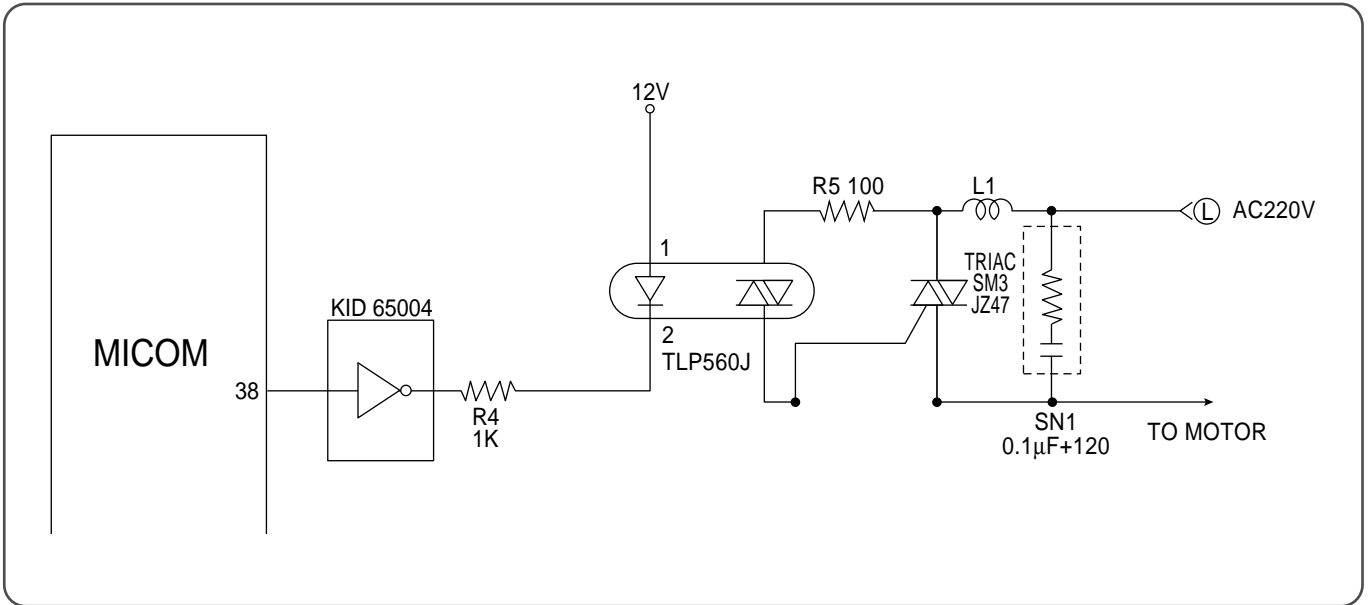 12V
R5 100
L1
L
AC220V
1
TRIAC
SM3
JZ47
KID 65004
2
TLP560J
MICOM
38
R4
1K
SN1
0.1µF+120
TO MOTOR